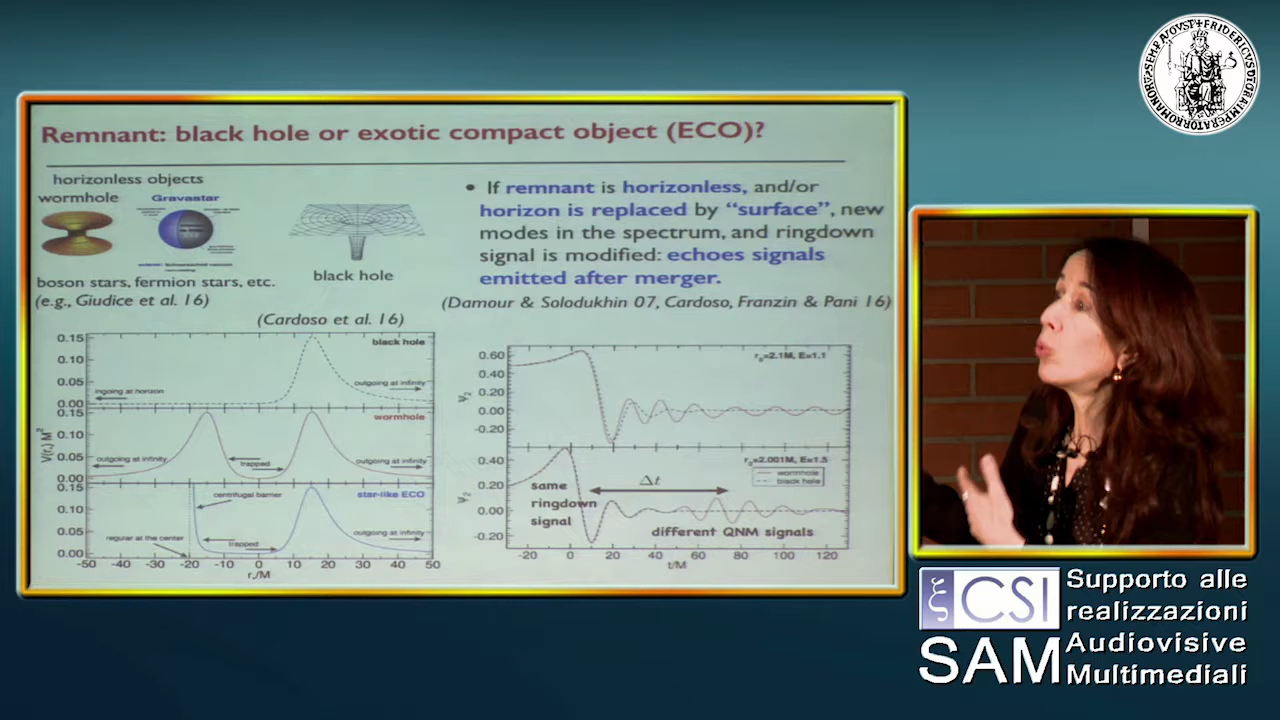 Remnant: black hole or exotic compact object (ECO)?
horizonless objects
wormhole
Gravastar
black hole
boson stars, fermion stars, etc.
(e.g., Giudice et al. 16)
(Cardoso et al. 16)
• If remnant is horizonless, and/or
horizon is replaced by “surface”, new
modes in the spectrum, and ringdown
signal is modified: echoes signals
emitted after merger.
(Damour & Solodukhin 07, Cardoso, Franzin & Pani 16)
0.15
0.10
0.05
0.00
black hole
ingoing at horizon
outgoing at infinity
0.15
0.10
0.05
0.00
wormhole
outgoing at infinity
trapped
outgoing at infinity
0.15
0.10
0.05
0.00
star-like ECO
centrifugal barrier
regular at the center
trapped
outgoing at infinity
-50 -40 -30 -20 -10 0 10 20 30 40 50
r*/M
V(r*) M²
0.60
0.40
0.20
0.00
-0.20
r0=2.1M, E=1.1
0.40
0.20
0.00
-0.20
r0=2.001M, E=1.5
wormhole
black hole
same
ringdown
signal
Δt
different QNM signals
-20 0 20 40 60 80 100 120
t/M
ξ CSI
SAM
Supporto alle
realizzazioni
Audiovisive
Multimediali